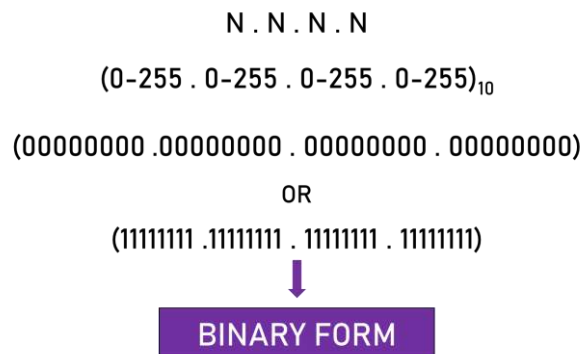 N . N . N . N
(0-255 . 0-255 . 0-255 . 0-255)₁₀
(00000000 .00000000 . 00000000 . 00000000)
OR
(11111111 .11111111 . 11111111 . 11111111)
BINARY FORM